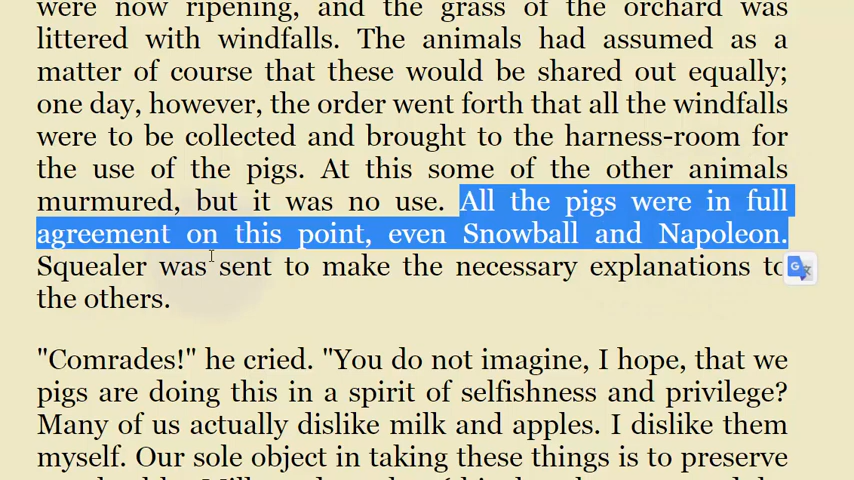 were now ripening, and the grass of the orchard was
littered with windfalls. The animals had assumed as a
matter of course that these would be shared out equally;
one day, however, the order went forth that all the windfalls
were to be collected and brought to the harness-room for
the use of the pigs. At this some of the other animals
murmured, but it was no use. All the pigs were in full
agreement on this point, even Snowball and Napoleon.
Squealer was sent to make the necessary explanations to
the others.
"Comrades!" he cried. "You do not imagine, I hope, that we
pigs are doing this in a spirit of selfishness and privilege?
Many of us actually dislike milk and apples. I dislike them
myself. Our sole object in taking these things is to preserve